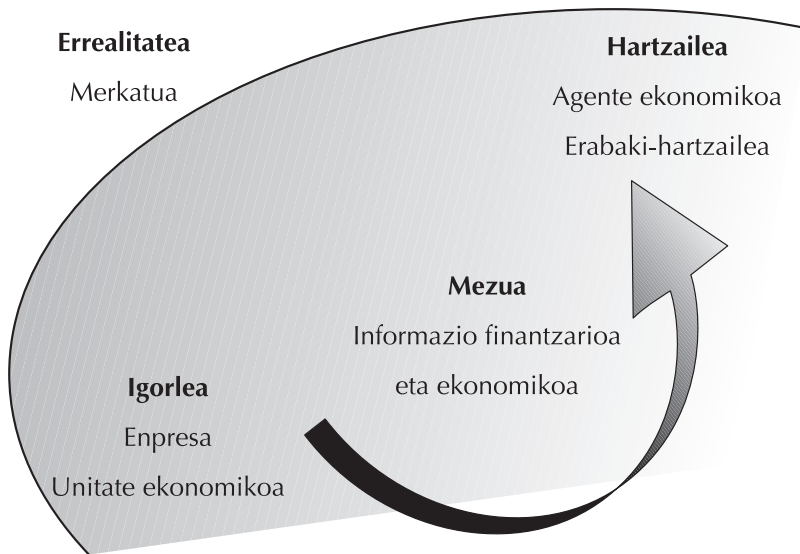 Errealitatea
Merkatua
Hartzailea
Agente ekonomikoa
Erabaki-hartzailea
Mezua
Informazio finantzarioa
eta ekonomikoa
Igorlea
Enpresa
Unitate ekonomikoa